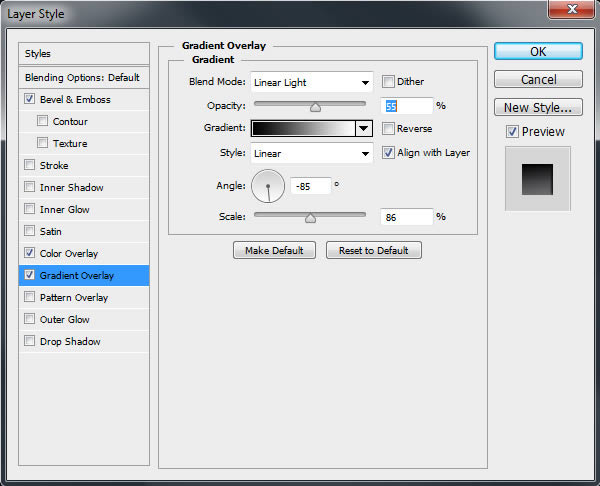 Layer Style
Styles
Blending Options: Default
Bevel & Emboss
Contour
Texture
Stroke
Inner Shadow
Inner Glow
Satin
Color Overlay
Gradient Overlay
Pattern Overlay
Outer Glow
Drop Shadow
Gradient Overlay
Gradient
Blend Mode: Linear Light Dither
Opacity: 55 %
Gradient: Reverse
Style: Linear Align with Layer
Angle: -85 °
Scale: 86 %
Make Default Reset to Default
OK
Cancel
New Style...
Preview